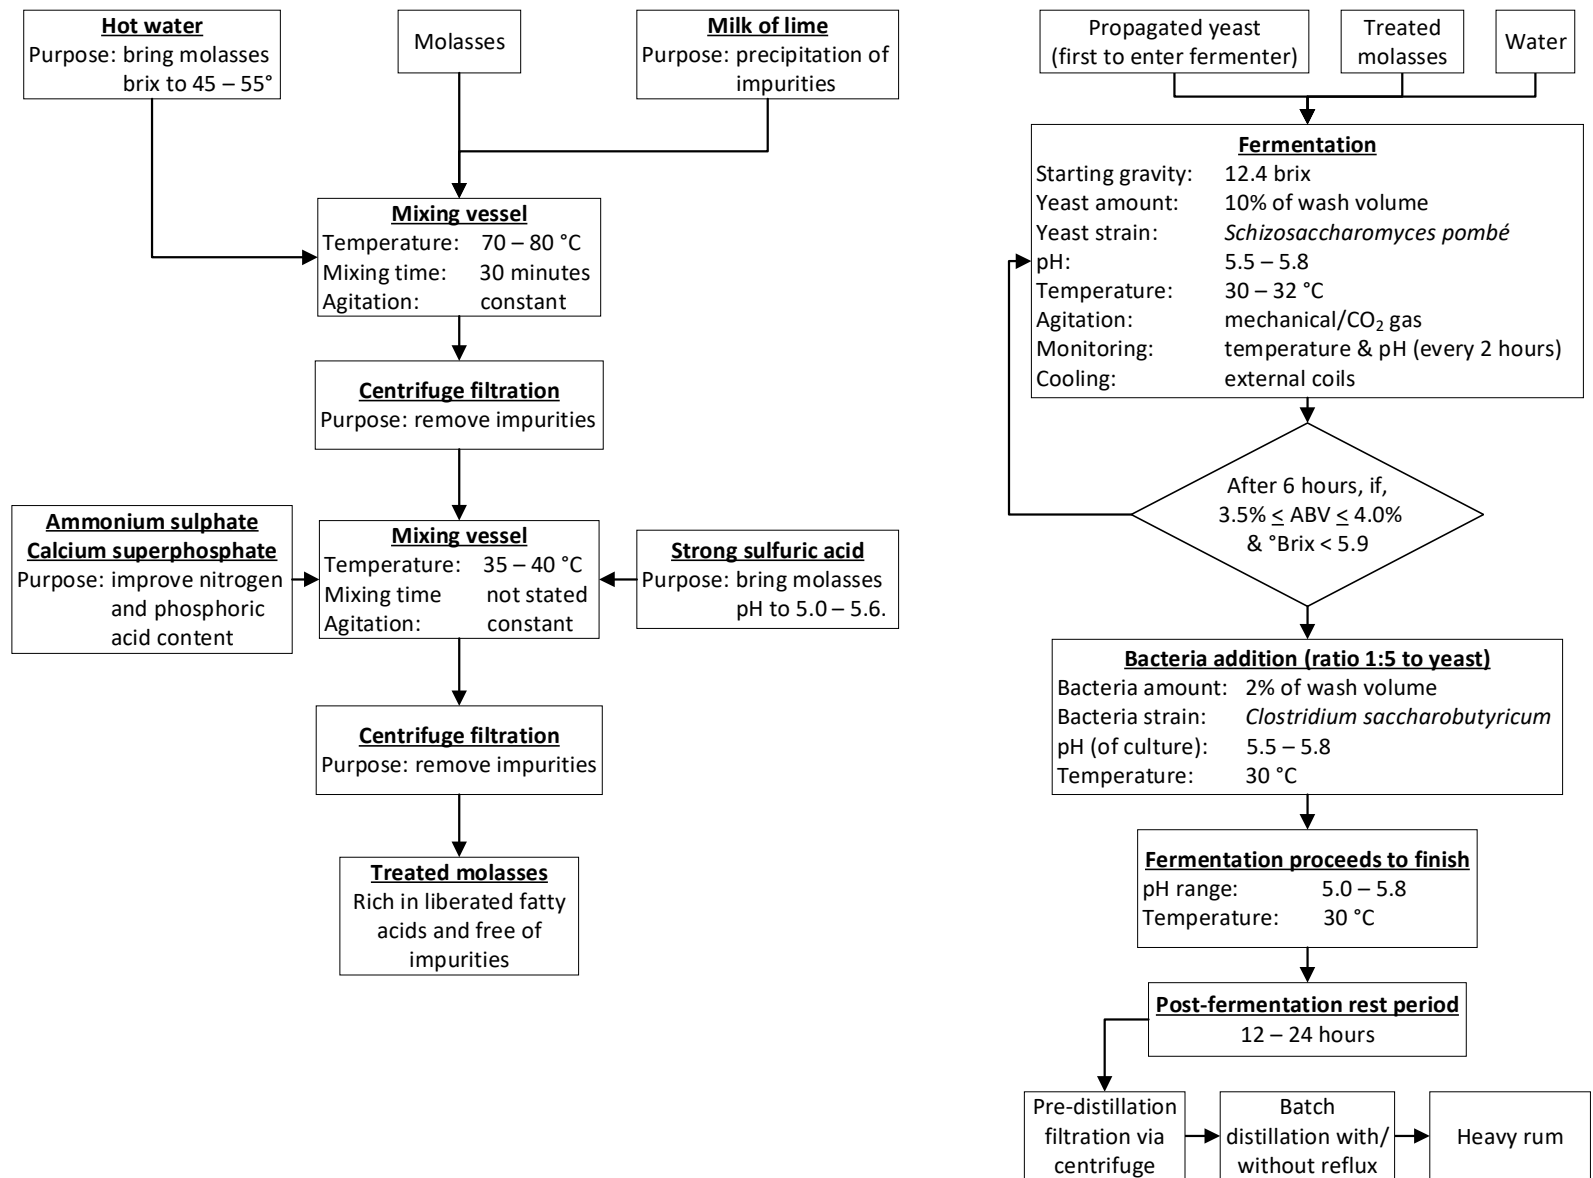 Hot water
Purpose: bring molasses
brix to 45 – 55°
Molasses
Milk of lime
Purpose: precipitation of
impurities
Mixing vessel
Temperature: 70 – 80 °C
Mixing time: 30 minutes
Agitation: constant
Centrifuge filtration
Purpose: remove impurities
Ammonium sulphate
Calcium superphosphate
Purpose: improve nitrogen
and phosphoric
acid content
Mixing vessel
Temperature: 35 – 40 °C
Mixing time not stated
Agitation: constant
Strong sulfuric acid
Purpose: bring molasses
pH to 5.0 – 5.6.
Centrifuge filtration
Purpose: remove impurities
Treated molasses
Rich in liberated fatty
acids and free of
impurities
Propagated yeast
(first to enter fermenter)
Treated
molasses
Water
Fermentation
Starting gravity: 12.4 brix
Yeast amount: 10% of wash volume
Yeast strain: Schizosaccharomyces pombé
pH: 5.5 – 5.8
Temperature: 30 – 32 °C
Agitation: mechanical/CO₂ gas
Monitoring: temperature & pH (every 2 hours)
Cooling: external coils
After 6 hours, if,
3.5% ≤ ABV ≤ 4.0%
& °Brix < 5.9
Bacteria addition (ratio 1:5 to yeast)
Bacteria amount: 2% of wash volume
Bacteria strain: Clostridium saccharobutyricum
pH (of culture): 5.5 – 5.8
Temperature: 30 °C
Fermentation proceeds to finish
pH range: 5.0 – 5.8
Temperature: 30 °C
Post-fermentation rest period
12 – 24 hours
Pre-distillation
filtration via
centrifuge
Batch
distillation with/
without reflux
Heavy rum